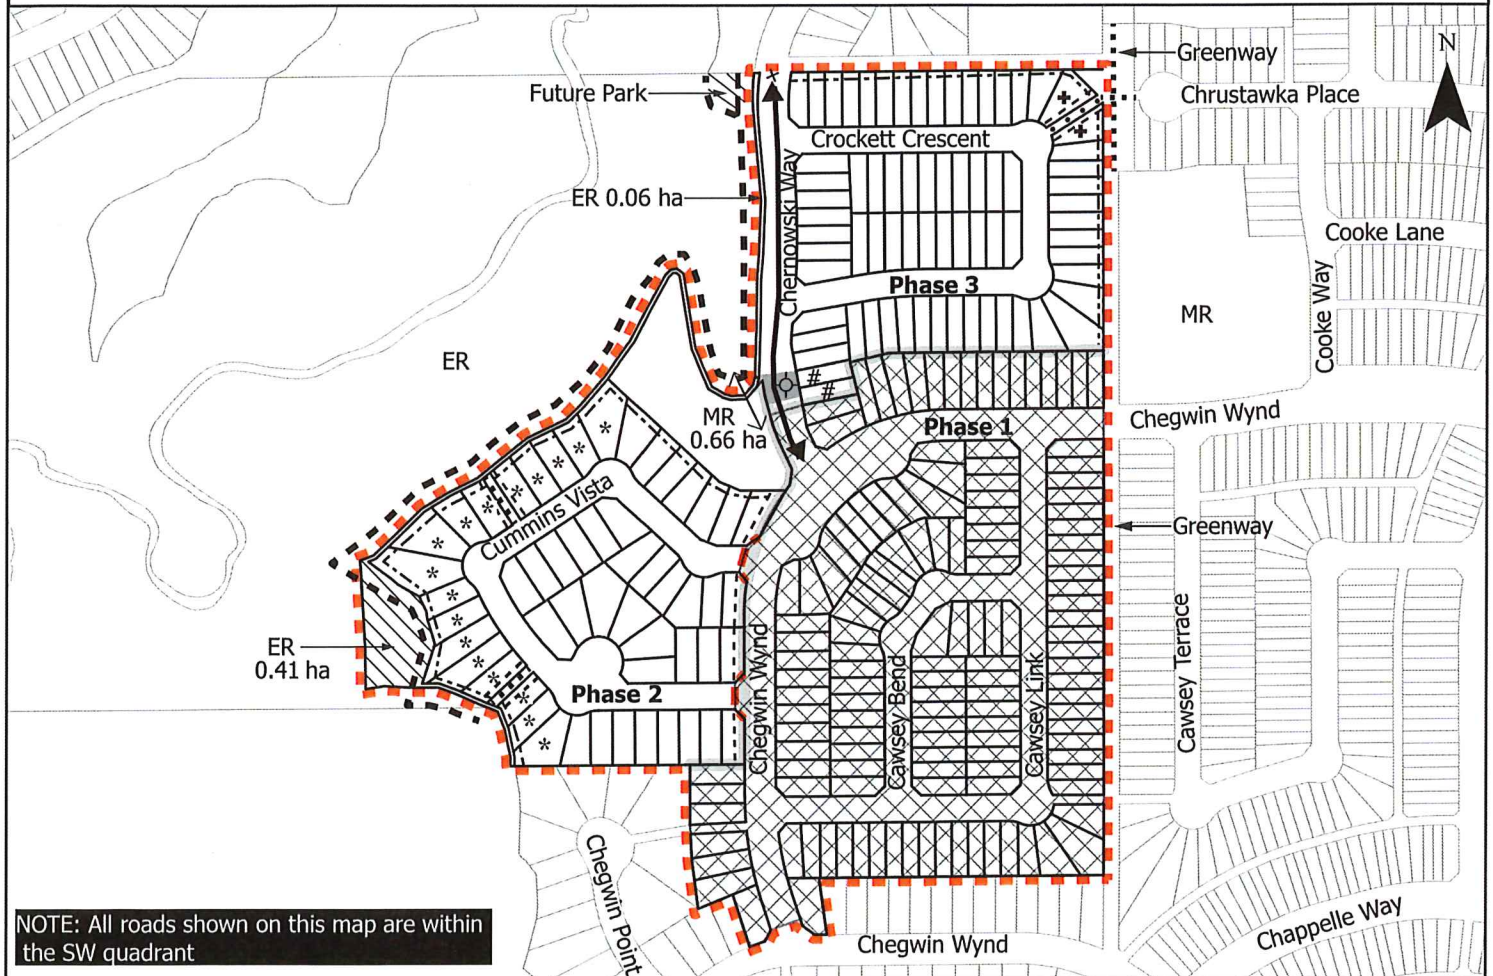 Greenway
N
Future Park
Chrustawka Place
Crockett Crescent
ER 0.06 ha
Chernowski Way
Cooke Lane
Phase 3
MR
Cooke Way
ER
# #
#
MR
0.66 ha
Chegwin Wynd
Phase 1
Cummins Vista
Greenway
ER
0.41 ha
Phase 2
Chegwin Wynd
Cawsey Bend
Cawsey Link
Cawsey Terrace
Chegwin Point
NOTE: All roads shown on this map are within
the SW quadrant
Chegwin Wynd
Chappelle Way